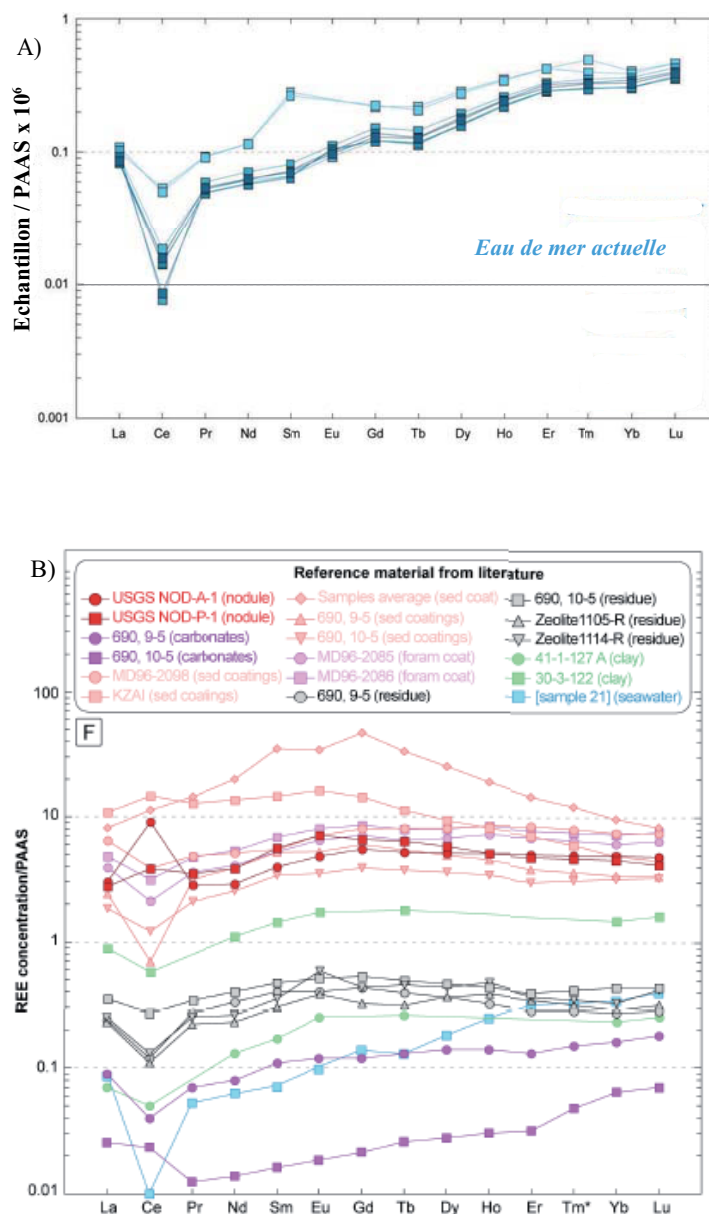 A)
Echantillon / PAAS x 10⁶
1
0.1
0.01
0.001
Eau de mer actuelle
La Ce Pr Nd Sm Eu Gd Tb Dy Ho Er Tm Yb Lu
B)
Reference material from literature
USGS NOD-A-1 (nodule)
USGS NOD-P-1 (nodule)
690, 9-5 (carbonates)
690, 10-5 (carbonates)
MD96-2098 (sed coatings)
KZAI (sed coatings)
Samples average (sed coat)
690, 9-5 (sed coatings)
690, 10-5 (sed coatings)
MD96-2085 (foram coat)
MD96-2086 (foram coat)
690, 9-5 (residue)
690, 10-5 (residue)
Zeolite1105-R (residue)
Zeolite1114-R (residue)
41-1-127 A (clay)
30-3-122 (clay)
[sample 21] (seawater)
F
REE concentration/PAAS
100
10
1
0.1
0.01
La Ce Pr Nd Sm Eu Gd Tb Dy Ho Er Tm* Yb Lu